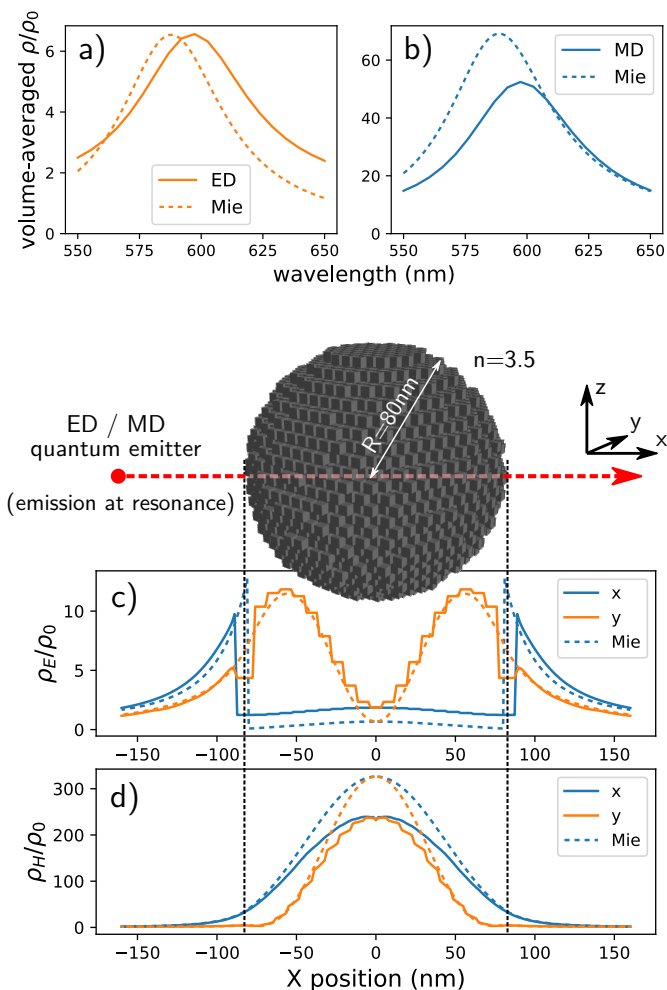 a)
volume-averaged ρ/ρ0
6
4
2
0
ED
Mie
550 575 600 625 650
b)
MD
Mie
60
40
20
0
550 575 600 625 650
wavelength (nm)
n=3.5
R=80nm
ED / MD
quantum emitter
(emission at resonance)
z
y
x
c)
ρE/ρ0
10
5
0
x
y
Mie
−150 −100 −50 0 50 100 150
d)
ρH/ρ0
300
200
100
0
x
y
Mie
−150 −100 −50 0 50 100 150
X position (nm)